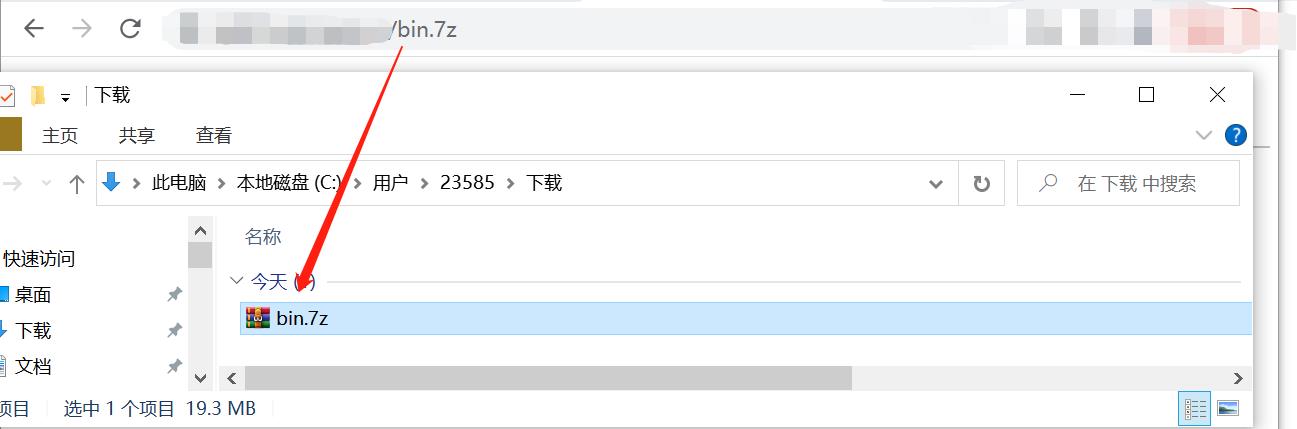 /bin.7z
下载
主页 共享 查看
此电脑 本地磁盘 (C:) 用户 23585 下载
在 下载 中搜索
名称
快速访问
今天
桌面
bin.7z
下载
文档
项目 选中 1 个项目 19.3 MB